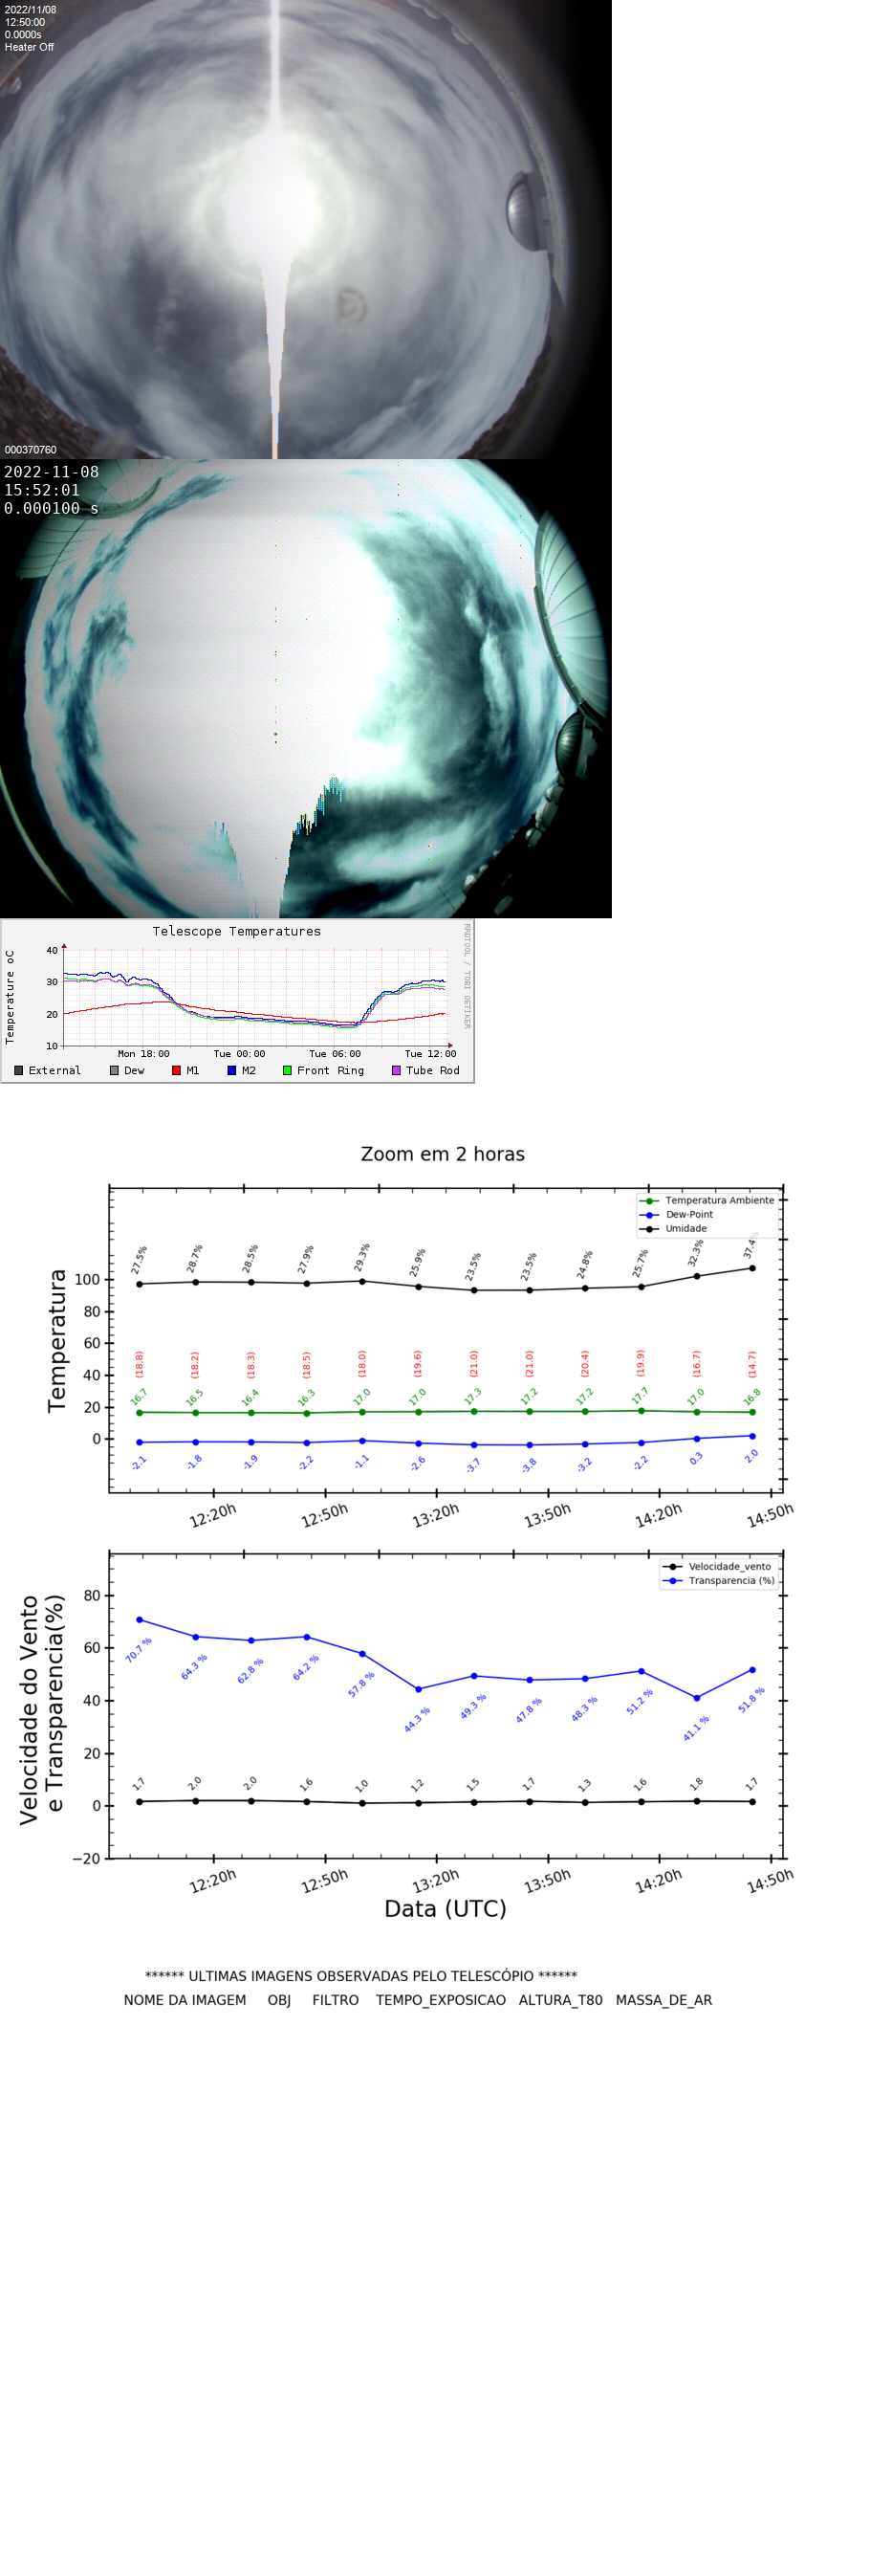 2022/11/08
12:50:00
0.0000s
Heater Off
000370760
2022-11-08
15:52:01
0.000100 s
Telescope Temperatures
RRDTOOL / TOBI OETIKER
Temperature oC
40
30
20
10
Mon 18:00 Tue 00:00 Tue 06:00 Tue 12:00
External Dew M1 M2 Front Ring Tube Rod
Zoom em 2 horas
Temperatura Ambiente
Dew-Point
Umidade
Temperatura
100
80
60
40
20
0
27.5% 28.7% 28.5% 27.9% 29.3% 25.9% 23.5% 23.5% 24.8% 25.7% 32.3% 37.4%
(18.8) (18.2) (18.3) (18.5) (18.0) (19.6) (21.0) (21.0) (20.4) (19.9) (16.7) (14.7)
16.7 16.5 16.4 16.3 17.0 17.0 17.3 17.2 17.2 17.7 17.0 16.8
-2.1 -1.8 -1.9 -2.2 -1.1 -2.6 -3.7 -3.8 -3.2 -2.2 0.3 2.0
12:20h 12:50h 13:20h 13:50h 14:20h 14:50h
Velocidade_vento
Transparencia (%)
Velocidade do Vento
e Transparencia(%)
80
60
40
20
0
−20
70.7 % 64.3 % 62.8 % 64.2 % 57.8 % 44.3 % 49.3 % 47.8 % 48.3 % 51.2 % 41.1 % 51.8 %
1.7 2.0 2.0 1.6 1.0 1.2 1.5 1.7 1.3 1.6 1.8 1.7
12:20h 12:50h 13:20h 13:50h 14:20h 14:50h
Data (UTC)
****** ULTIMAS IMAGENS OBSERVADAS PELO TELESCÓPIO ******
NOME DA IMAGEM OBJ FILTRO TEMPO_EXPOSICAO ALTURA_T80 MASSA_DE_AR